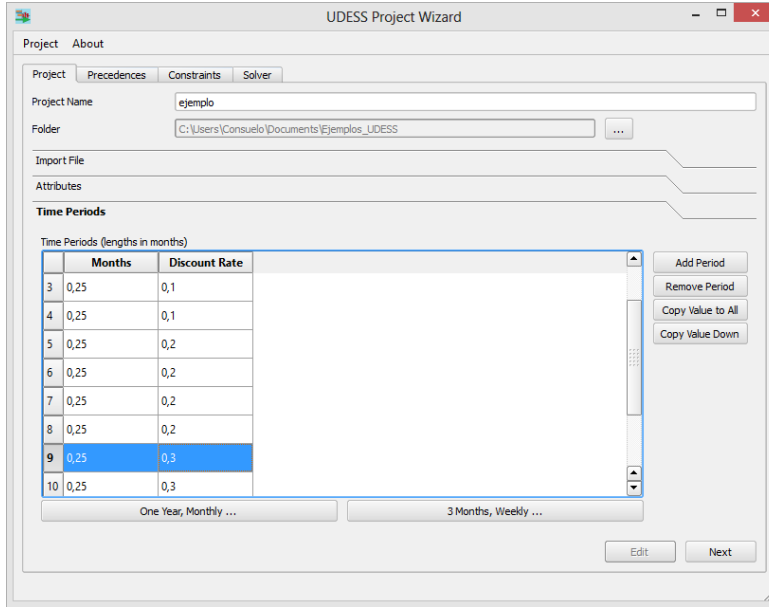 UDESS Project Wizard
Project About
Project Precedences Constraints Solver
Project Name ejemplo
Folder C:\Users\Consuelo\Documents\Ejemplos_UDESS ...
Import File
Attributes
Time Periods
Time Periods (lengths in months)
Months Discount Rate
3 0,25 0,1
4 0,25 0,1
5 0,25 0,2
6 0,25 0,2
7 0,25 0,2
8 0,25 0,2
9 0,25 0,3
10 0,25 0,3
Add Period
Remove Period
Copy Value to All
Copy Value Down
One Year, Monthly ... 3 Months, Weekly ...
Edit Next